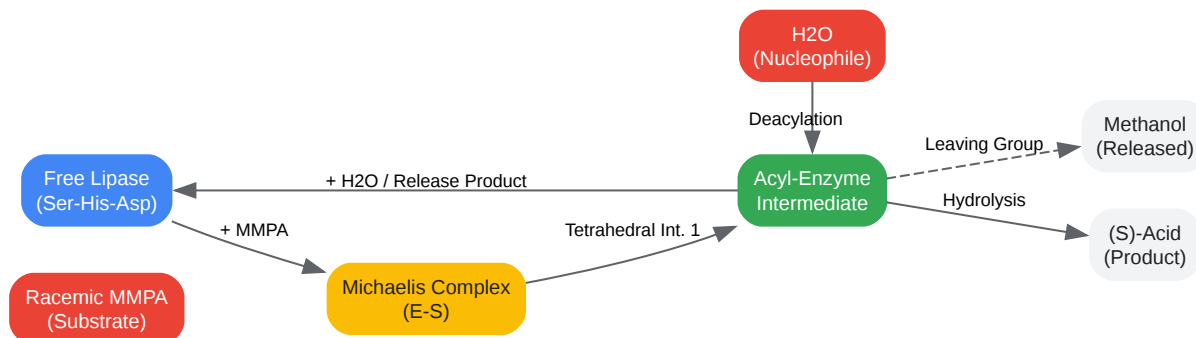 H2O
(Nucleophile)
Deacylation
Methanol
(Released)
Leaving Group
Free Lipase
(Ser-His-Asp)
+ H2O / Release Product
Acyl-Enzyme
Intermediate
Hydrolysis
(S)-Acid
(Product)
+ MMPA
Tetrahedral Int. 1
Racemic MMPA
(Substrate)
Michaelis Complex
(E-S)